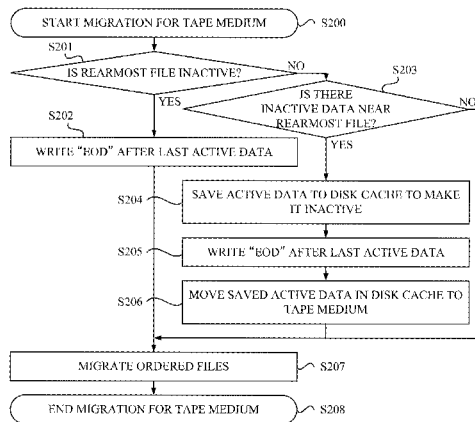 START MIGRATION FOR TAPE MEDIUM
S200
S201
IS REARMOST FILE INACTIVE?
NO
S203
YES
IS THERE
INACTIVE DATA NEAR
REARMOST FILE?
NO
S202
WRITE "EOD" AFTER LAST ACTIVE DATA
YES
S204
SAVE ACTIVE DATA TO DISK CACHE TO MAKE
IT INACTIVE
S205
WRITE "EOD" AFTER LAST ACTIVE DATA
S206
MOVE SAVED ACTIVE DATA IN DISK CACHE TO
TAPE MEDIUM
MIGRATE ORDERED FILES
S207
END MIGRATION FOR TAPE MEDIUM
S208